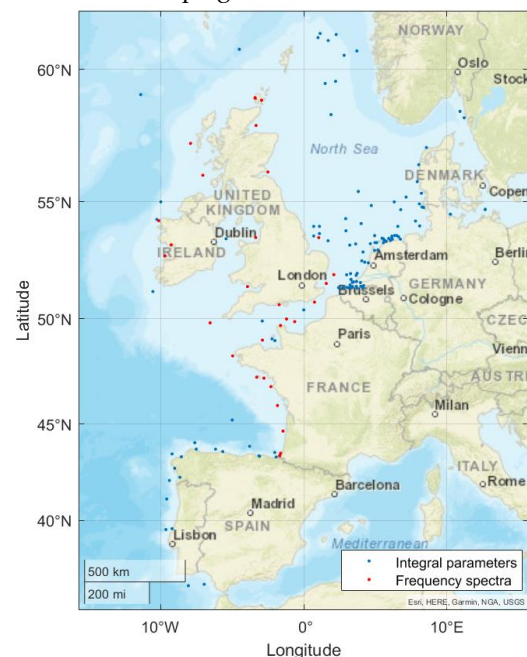 NORWAY
60°N
Oslo
Stock
North Sea
55°N
DENMARK
Copen
UNITED
KINGDOM
Dublin
IRELAND
Amsterdam
Berlin
London
GERMANY
Brussels
Cologne
50°N
CZEC
Paris
Vienn
FRANCE
AUSTRI
Milan
45°N
ITALY
Rome
Barcelona
Madrid
40°N
SPAIN
Lisbon
Mediterranean
500 km
200 mi
Integral parameters
Frequency spectra
Esri, HERE, Garmin, NGA, USGS
10°W
0°
10°E
Latitude
Longitude